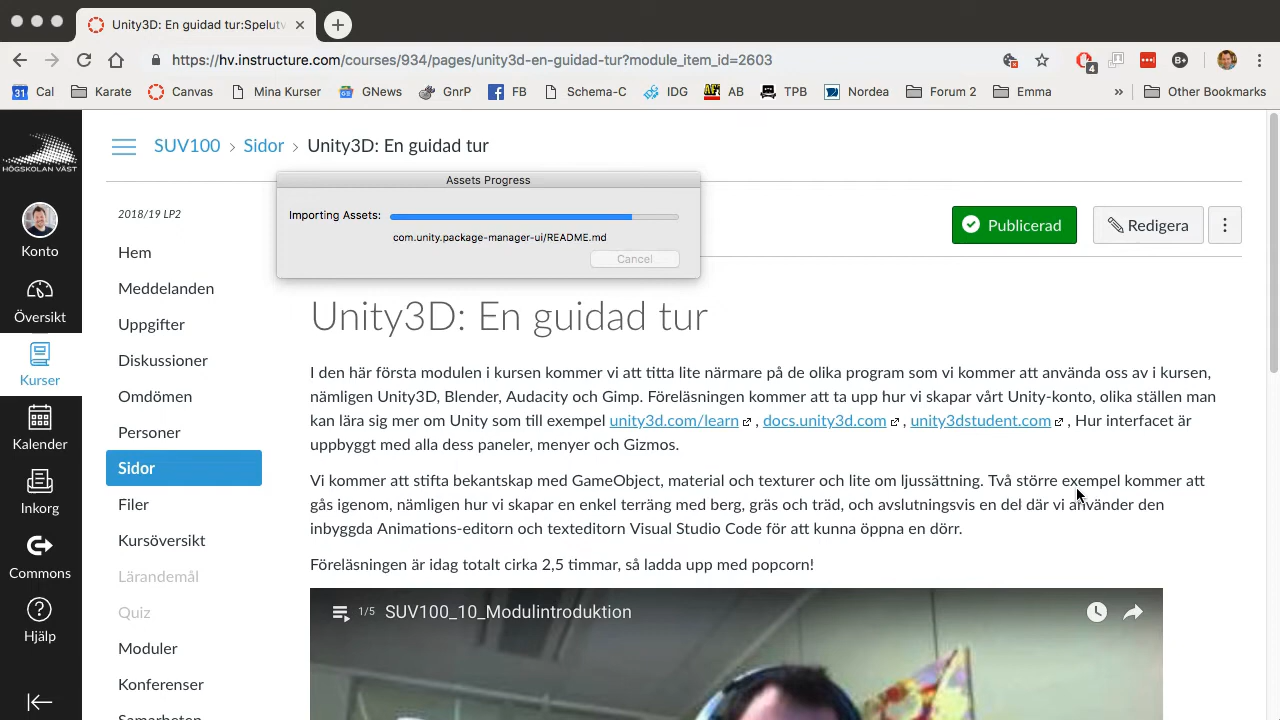 Unity3D: En guidad tur:Spelutv
https://hv.instructure.com/courses/934/pages/unity3d-en-guidad-tur?module_item_id=2603
4
31 Cal
Karate
Canvas
Mina Kurser
GNews
GnrP
FB
Schema-C
IDG
AB
TPB
Nordea
Forum 2
Emma
»
Other Bookmarks
HÖGSKOLAN VÄST
Konto
Översikt
Kurser
Kalender
Inkorg
Commons
Hjälp
SUV100 > Sidor > Unity3D: En guidad tur
2018/19 LP2
Hem
Meddelanden
Uppgifter
Diskussioner
Omdömen
Personer
Sidor
Filer
Kursöversikt
Lärandemål
Quiz
Moduler
Konferenser
Samarbeten
Assets Progress
Importing Assets:
com.unity.package-manager-ui/README.md
Cancel
Publicerad
Redigera
Unity3D: En guidad tur
I den här första modulen i kursen kommer vi att titta lite närmare på de olika program som vi kommer att använda oss av i kursen,
nämligen Unity3D, Blender, Audacity och Gimp. Föreläsningen kommer att ta upp hur vi skapar vårt Unity-konto, olika ställen man
kan lära sig mer om Unity som till exempel unity3d.com/learn , docs.unity3d.com , unity3dstudent.com , Hur interfacet är
uppbyggt med alla dess paneler, menyer och Gizmos.
Vi kommer att stifta bekantskap med GameObject, material och texturer och lite om ljussättning. Två större exempel kommer att
gås igenom, nämligen hur vi skapar en enkel terräng med berg, gräs och träd, och avslutningsvis en del där vi använder den
inbyggda Animations-editorn och texteditorn Visual Studio Code för att kunna öppna en dörr.
Föreläsningen är idag totalt cirka 2,5 timmar, så ladda upp med popcorn!
1/5 SUV100_10_Modulintroduktion